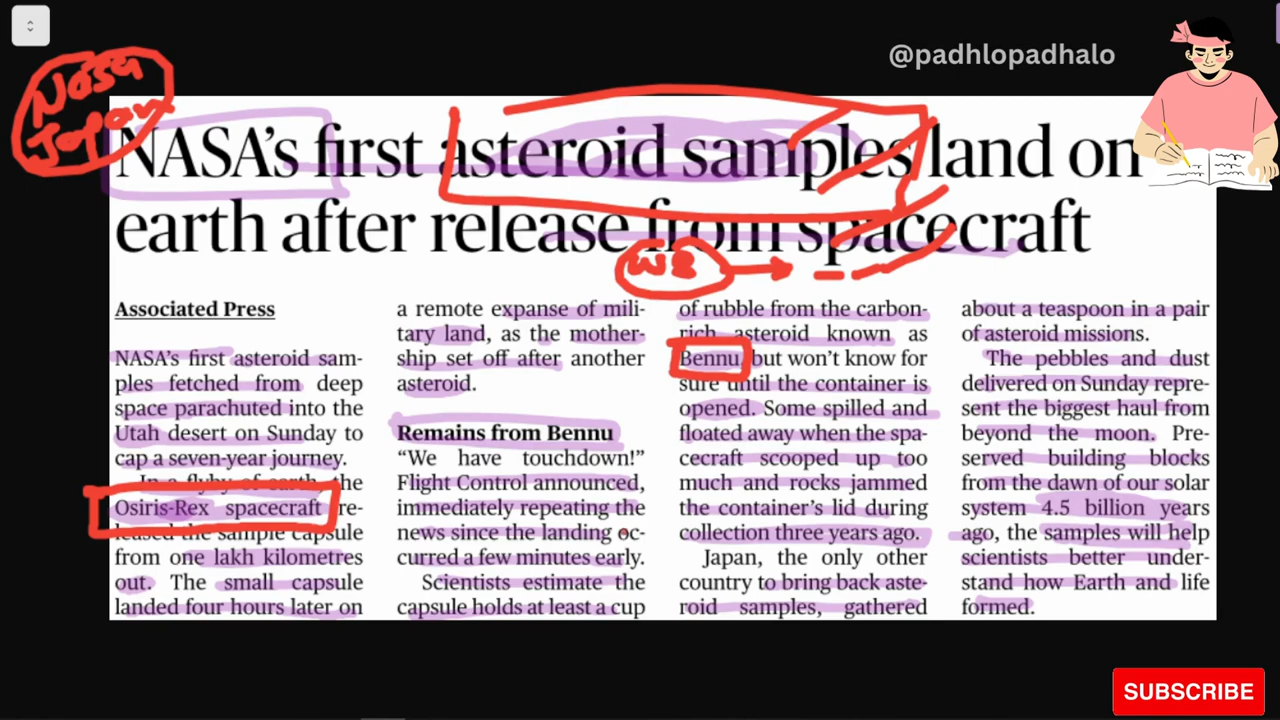 @padhlopadhalo
Nasa
Japan
NASA's first asteroid samples land on
earth after release from spacecraft
Associated Press
NASA's first asteroid sam-
ples fetched from deep
space parachuted into the
Utah desert on Sunday to
cap a seven-year journey.
In a flyby of earth, the
Osiris-Rex spacecraft re-
leased the sample capsule
from one lakh kilometres
out. The small capsule
landed four hours later on
a remote expanse of mili-
tary land, as the mother-
ship set off after another
asteroid.
Remains from Bennu
“We have touchdown!”
Flight Control announced,
immediately repeating the
news since the landing oc-
curred a few minutes early.
Scientists estimate the
capsule holds at least a cup
of rubble from the carbon-
rich asteroid known as
Bennu, but won't know for
sure until the container is
opened. Some spilled and
floated away when the spa-
cecraft scooped up too
much and rocks jammed
the container's lid during
collection three years ago.
Japan, the only other
country to bring back aste-
roid samples, gathered
about a teaspoon in a pair
of asteroid missions.
The pebbles and dust
delivered on Sunday repre-
sent the biggest haul from
beyond the moon. Pre-
served building blocks
from the dawn of our solar
system 4.5 billion years
ago, the samples will help
scientists better under-
stand how Earth and life
formed.
SUBSCRIBE